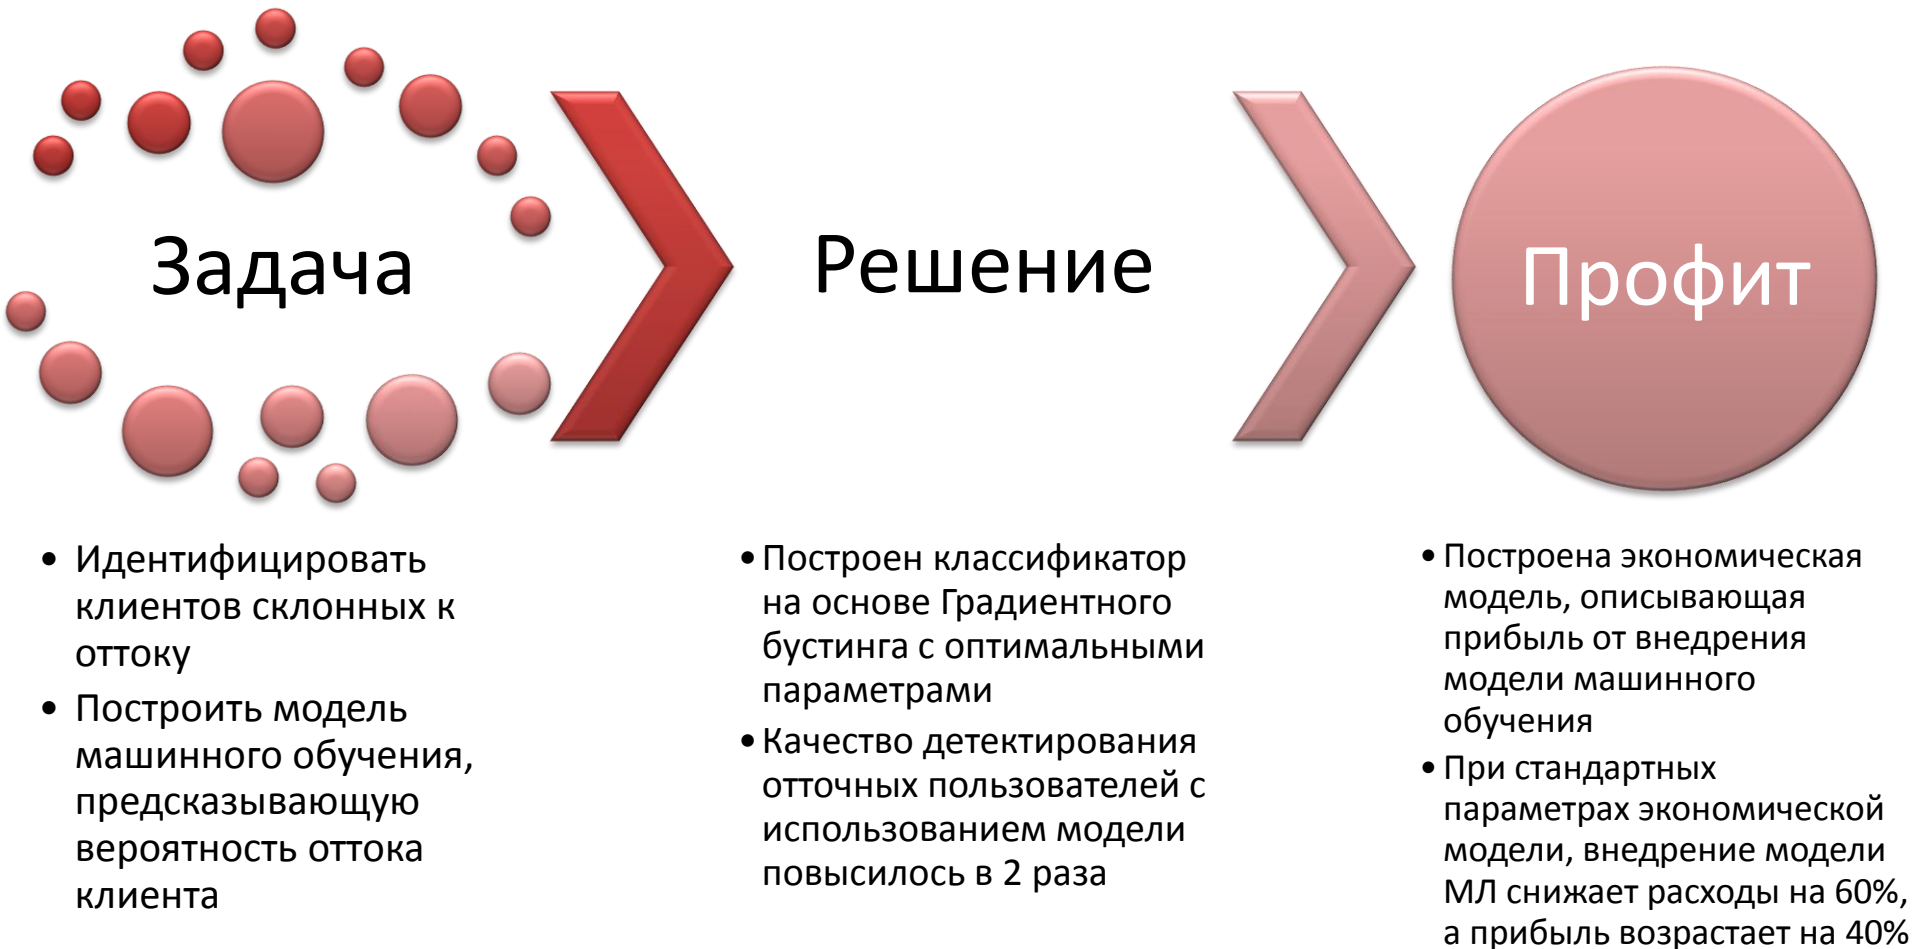 Задача
Решение
Профит
• Идентифицировать
клиентов склонных к
оттоку
• Построить модель
машинного обучения,
предсказывающую
вероятность оттока
клиента
• Построен классификатор
на основе Градиентного
бустинга с оптимальными
параметрами
• Качество детектирования
отточных пользователей с
использованием модели
повысилось в 2 раза
• Построена экономическая
модель, описывающая
прибыль от внедрения
модели машинного
обучения
• При стандартных
параметрах экономической
модели, внедрение модели
МЛ снижает расходы на 60%,
а прибыль возрастает на 40%